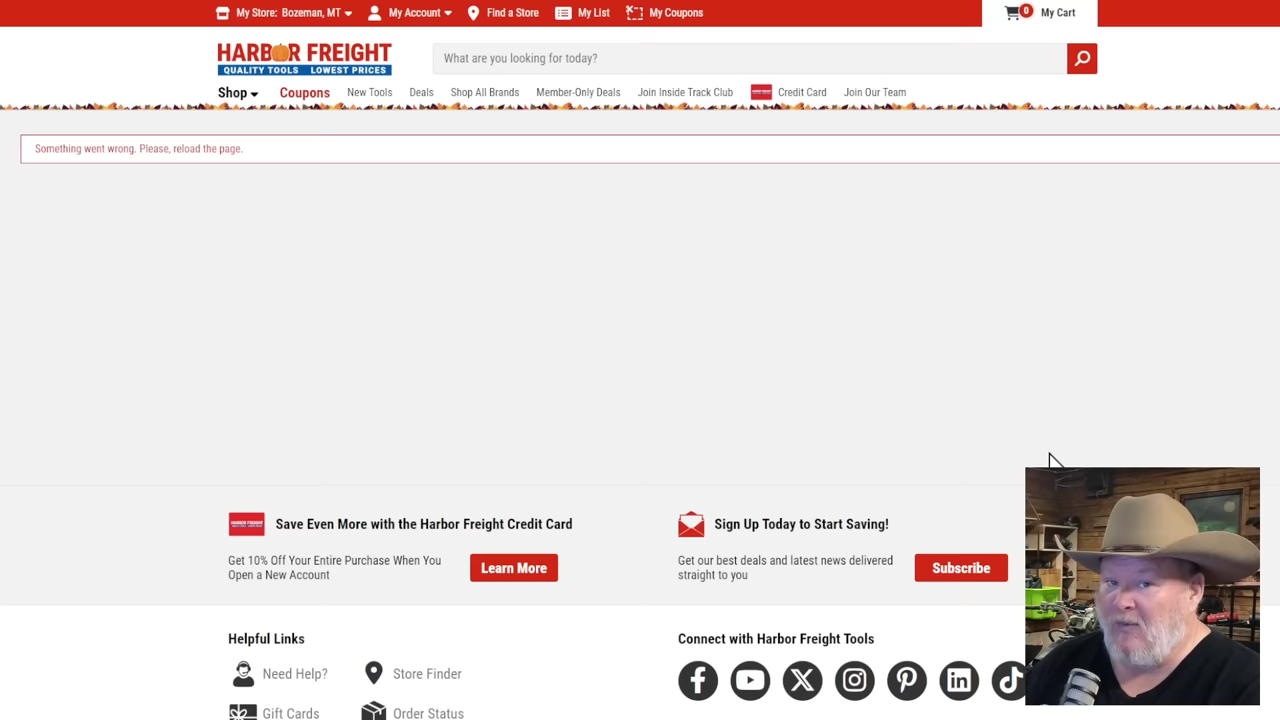 My Store: Bozeman, MT
My Account
Find a Store
My List
My Coupons
0
My Cart
HARBOR FREIGHT
QUALITY TOOLS LOWEST PRICES
What are you looking for today?
Shop
Coupons
New Tools
Deals
Shop All Brands
Member-Only Deals
Join Inside Track Club
Credit Card
Join Our Team
Something went wrong. Please, reload the page.
Save Even More with the Harbor Freight Credit Card
Get 10% Off Your Entire Purchase When You
Open a New Account
Learn More
Sign Up Today to Start Saving!
Get our best deals and latest news delivered
straight to you
Subscribe
Helpful Links
Need Help?
Store Finder
Gift Cards
Order Status
Connect with Harbor Freight Tools